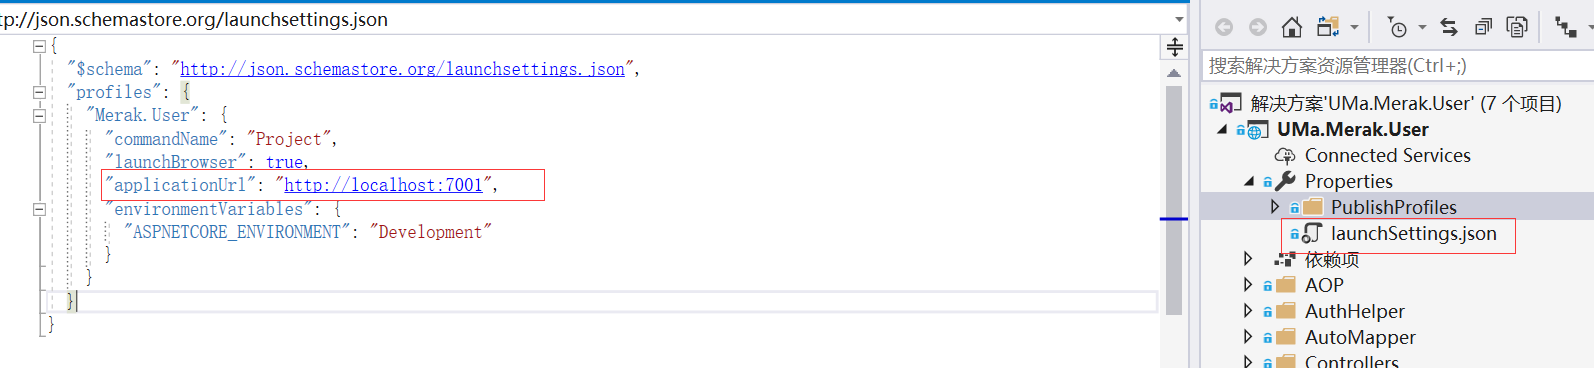 tp://json.schemastore.org/launchsettings.json
{
"$schema": "http://json.schemastore.org/launchsettings.json",
"profiles": {
"Merak.User": {
"commandName": "Project",
"launchBrowser": true,
"applicationUrl": "http://localhost:7001",
"environmentVariables": {
"ASPNETCORE_ENVIRONMENT": "Development"
}
}
}
}
搜索解决方案资源管理器(Ctrl+;)
解决方案'UMa.Merak.User' (7 个项目)
UMa.Merak.User
Connected Services
Properties
PublishProfiles
launchSettings.json
依赖项
AOP
AuthHelper
AutoMapper
Controllers